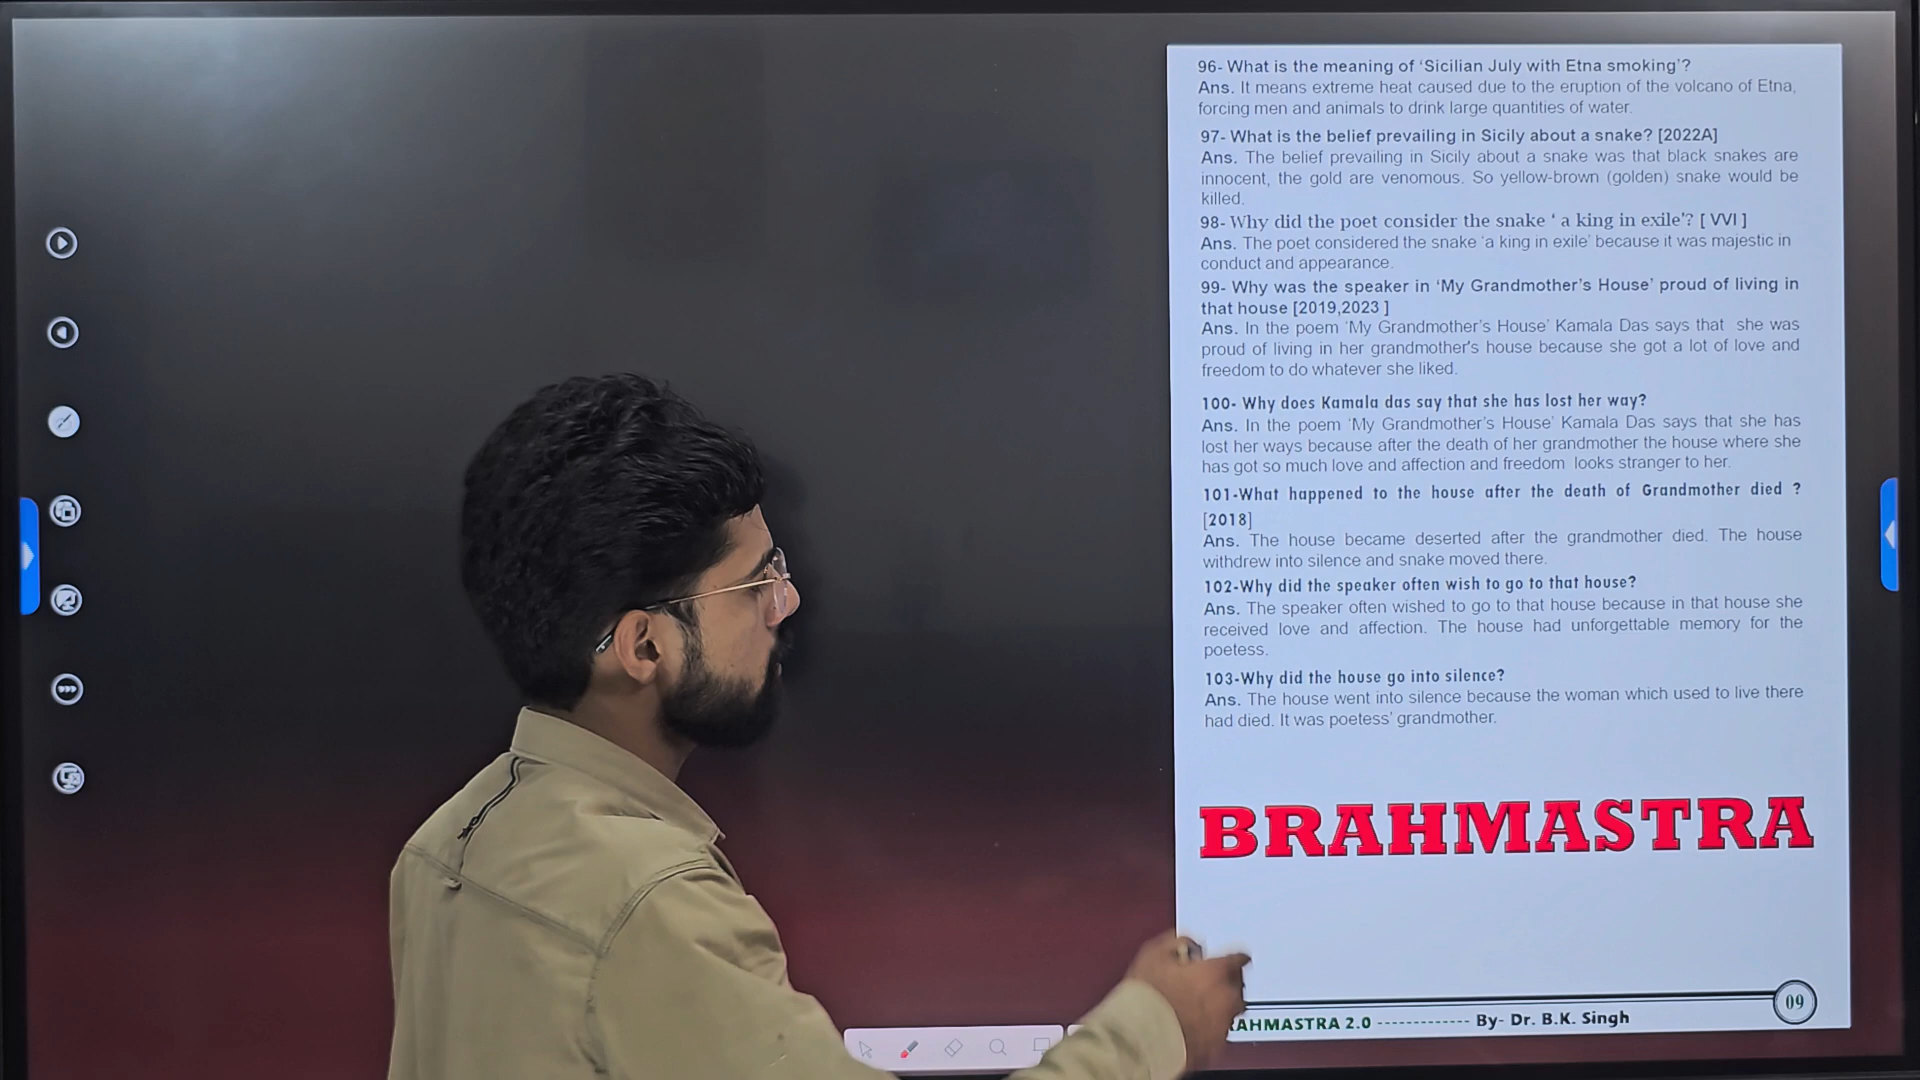 96- What is the meaning of ‘Sicilian July with Etna smoking’?
Ans. It means extreme heat caused due to the eruption of the volcano of Etna,
forcing men and animals to drink large quantities of water.
97- What is the belief prevailing in Sicily about a snake? [2022A]
Ans. The belief prevailing in Sicily about a snake was that black snakes are
innocent, the gold are venomous. So yellow-brown (golden) snake would be
killed.
98- Why did the poet consider the snake ‘ a king in exile’? [ VVI ]
Ans. The poet considered the snake ‘a king in exile’ because it was majestic in
conduct and appearance.
99- Why was the speaker in ‘My Grandmother’s House’ proud of living in
that house [2019,2023 ]
Ans. In the poem ‘My Grandmother’s House’ Kamala Das says that she was
proud of living in her grandmother’s house because she got a lot of love and
freedom to do whatever she liked.
100- Why does Kamala das say that she has lost her way?
Ans. In the poem ‘My Grandmother’s House’ Kamala Das says that she has
lost her ways because after the death of her grandmother the house where she
has got so much love and affection and freedom looks stranger to her.
101-What happened to the house after the death of Grandmother died ?
[2018]
Ans. The house became deserted after the grandmother died. The house
withdrew into silence and snake moved there.
102-Why did the speaker often wish to go to that house?
Ans. The speaker often wished to go to that house because in that house she
received love and affection. The house had unforgettable memory for the
poetess.
103-Why did the house go into silence?
Ans. The house went into silence because the woman which used to live there
had died. It was poetess’ grandmother.
BRAHMASTRA
09
RAHMASTRA 2.0 ------------- By- Dr. B.K. Singh